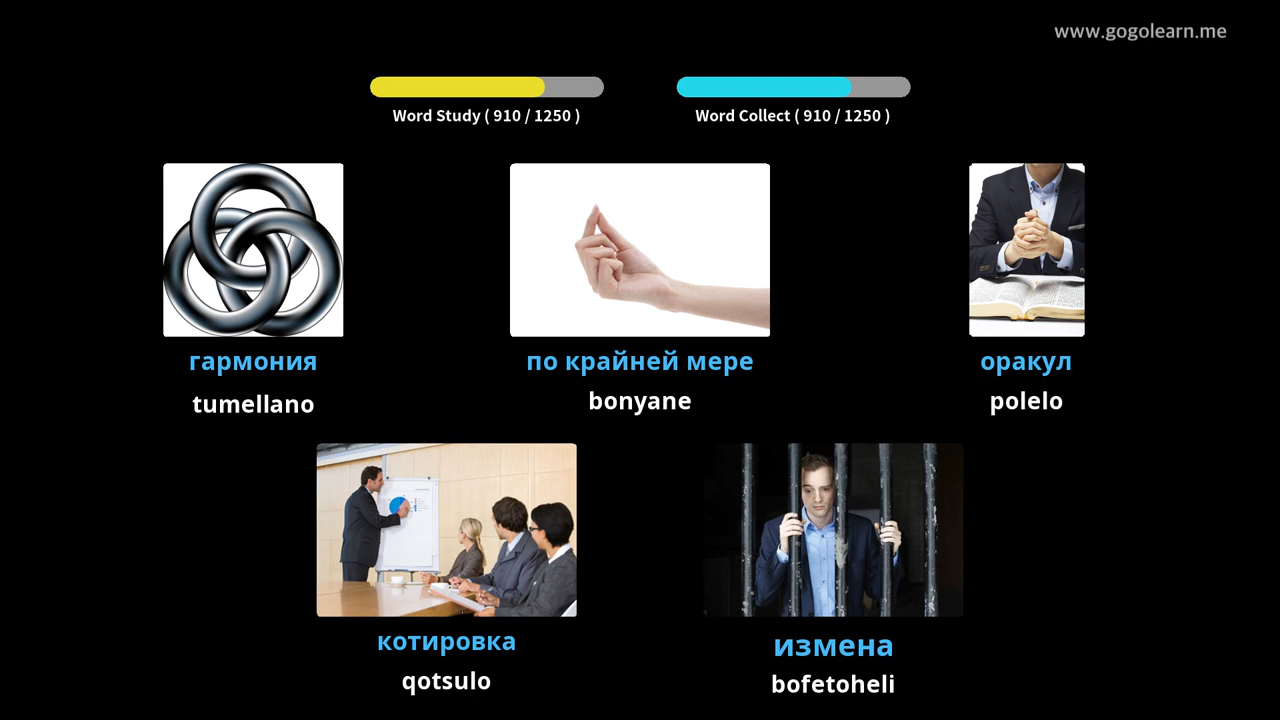 www.gogolearn.me
Word Study ( 910 / 1250 )
Word Collect ( 910 / 1250 )
гармония
по крайней мере
оракул
tumellano
bonyane
polelo
котировка
измена
qotsulo
bofetoheli